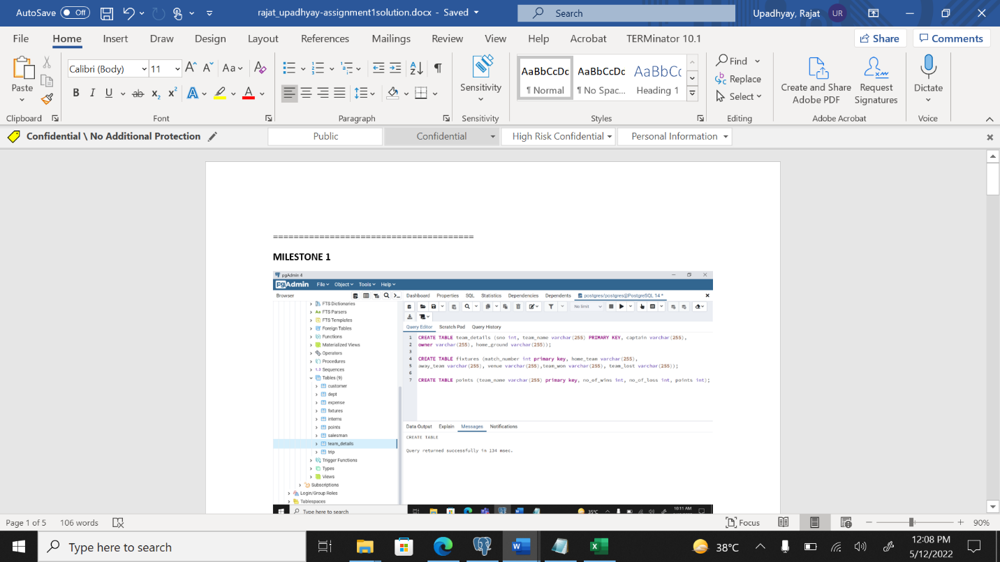 AutoSave Off rajat_upadhyay-assignment1solution.docx - Saved Search Upadhyay, Rajat UR
File Home Insert Draw Design Layout References Mailings Review View Help Acrobat TERMinator 10.1 Share Comments
Paste
Clipboard
Calibri (Body) 11
Font
Paragraph
Sensitivity
Sensitivity
AaBbCcDc AaBbCcDc AaBbCc
¶ Normal ¶ No Spac... Heading 1
Styles
Find
Replace
Select
Editing
Create and Share
Adobe PDF
Request
Signatures
Adobe Acrobat
Dictate
Voice
Confidential \ No Additional Protection Public Confidential High Risk Confidential Personal Information
=======================================
MILESTONE 1
pgAdmin 4
pgAdmin File Object Tools Help
Browser
FTS Dictionaries
FTS Parsers
FTS Templates
Foreign Tables
Functions
Materialized Views
Operators
Procedures
1..3 Sequences
Tables (9)
customer
dept
expense
fixtures
interns
points
salesman
team_details
trip
Trigger Functions
Types
Views
Subscriptions
Login/Group Roles
Tablespaces
Dashboard Properties SQL Statistics Dependencies Dependents postgres/postgres@PostgreSQL 14 *
No limit
Query Editor Scratch Pad Query History
1 CREATE TABLE team_details (sno int, team_name varchar(255) PRIMARY KEY, captain varchar(255),
2 owner varchar(255), home_ground varchar(255));
3
4 CREATE TABLE fixtures (match_number int primary key, home_team varchar(255),
5 away_team varchar(255), venue varchar(255),team_won varchar(255), team_lost varchar(255));
6
7 CREATE TABLE points (team_name varchar(255) primary key, no_of_wins int, no_of_loss int, points int);
Data Output Explain Messages Notifications
CREATE TABLE
Query returned successfully in 134 msec.
Type here to search 35°C 10:11 AM
Page 1 of 5 106 words Focus 90%
Type here to search 38°C 12:08 PM
5/12/2022